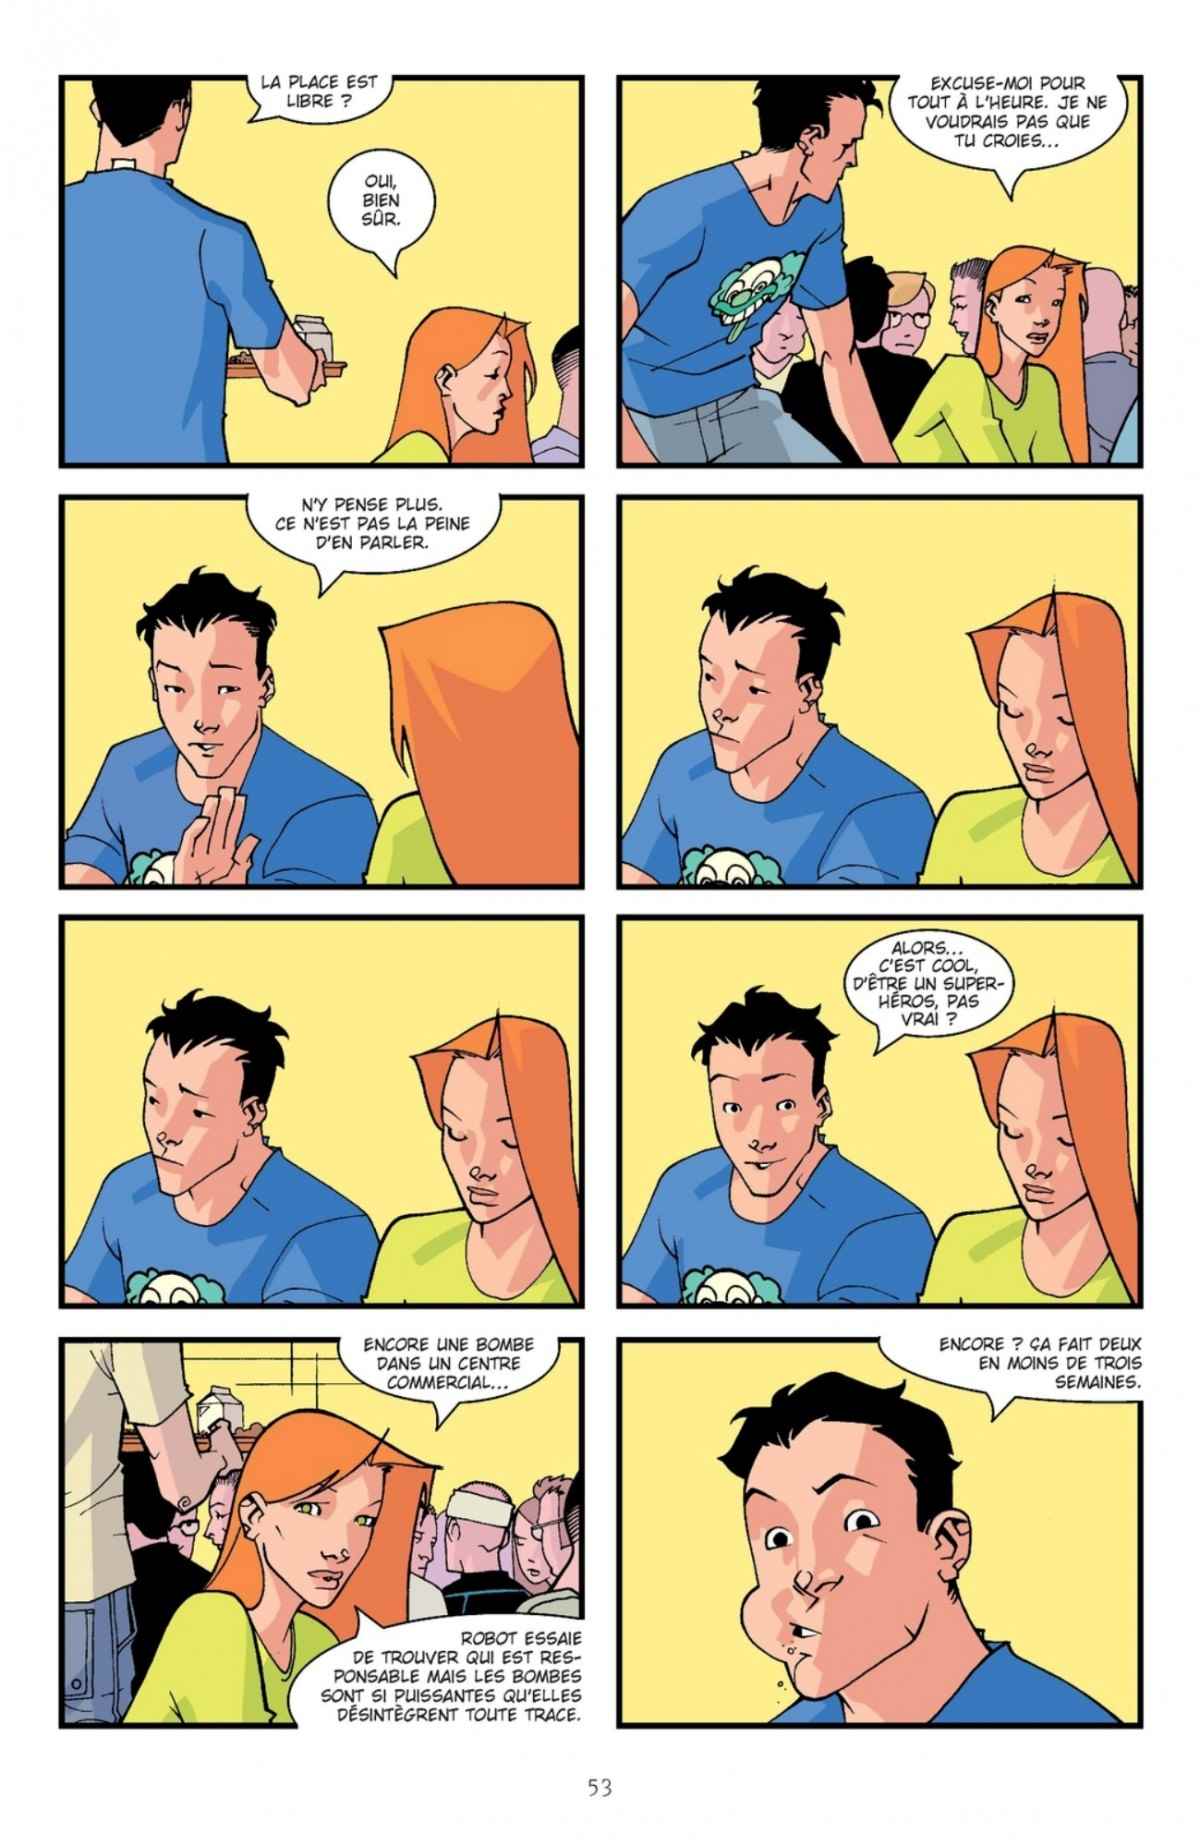 LA PLACE EST
LIBRE ?
OUI,
BIEN
SÛR.
EXCUSE-MOI POUR
TOUT À L'HEURE. JE NE
VOUDRAIS PAS QUE
TU CROIES...
N'Y PENSE PLUS.
CE N'EST PAS LA PEINE
D'EN PARLER.
ALORS...
C'EST COOL,
D'ÊTRE UN SUPER-
HÉROS, PAS
VRAI ?
ENCORE UNE BOMBE
DANS UN CENTRE
COMMERCIAL...
ROBOT ESSAIE
DE TROUVER QUI EST RES-
PONSABLE MAIS LES BOMBES
SONT SI PUISSANTES QU'ELLES
DÉSINTÈGRENT TOUTE TRACE.
ENCORE ? ÇA FAIT DEUX
EN MOINS DE TROIS
SEMAINES.
53